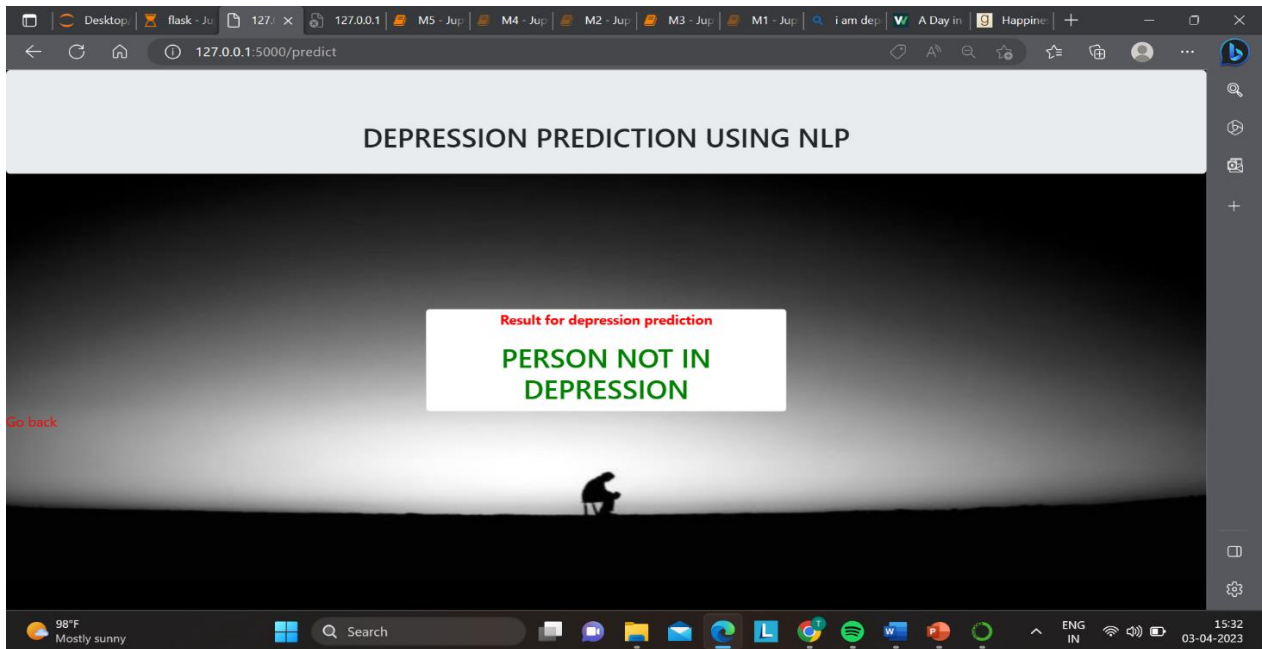 Desktop/
flask - Ju
127.
127.0.0.1
M5 - Jup
M4 - Jup
M2 - Jup
M3 - Jup
M1 - Jup
i am dep
A Day in
Happines
127.0.0.1:5000/predict
DEPRESSION PREDICTION USING NLP
Result for depression prediction
PERSON NOT IN
DEPRESSION
Go back
98°F
Mostly sunny
Search
ENG
IN
15:32
03-04-2023